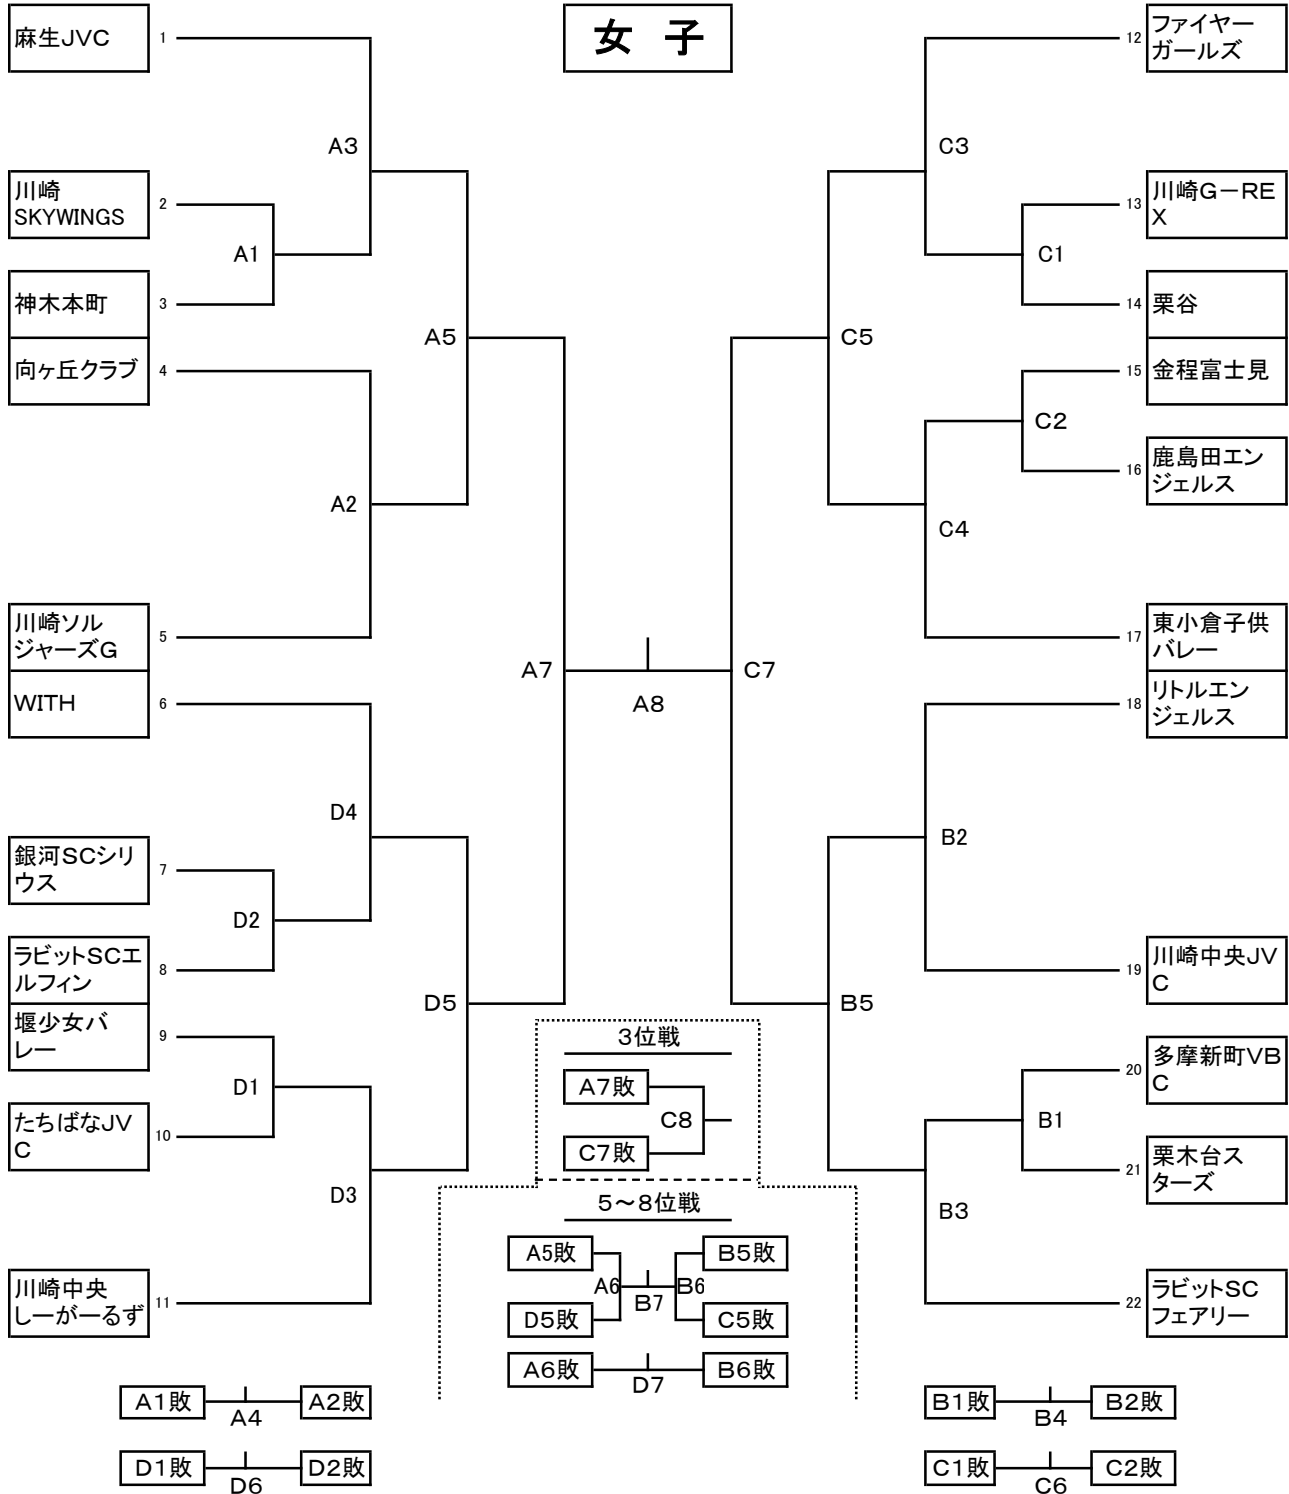 女 子
麻生JVC
1
A3
川崎
SKYWINGS
2
A1
神木本町
3
A5
向ヶ丘クラブ
4
A2
川崎ソル
ジャーズG
5
A7
WITH
6
D4
銀河SCシリ
ウス
7
D2
ラビットSCエ
ルフィン
8
D5
堰少女バ
レー
9
D1
たちばなJV
C
10
D3
川崎中央
しーがーるず
11
A8
12
ファイヤー
ガールズ
C3
13
川崎G－RE
X
C1
14
栗谷
C5
15
金程富士見
C2
16
鹿島田エン
ジェルス
C4
17
東小倉子供
バレー
C7
18
リトルエン
ジェルス
B2
19
川崎中央JV
C
B5
20
多摩新町VB
C
B1
21
栗木台ス
ターズ
B3
22
ラビットSC
フェアリー
3位戦
A7敗
C8
C7敗
5～8位戦
A5敗
B5敗
A6
B7
B6
D5敗
C5敗
A6敗
D7
B6敗
A1敗
A4
A2敗
D1敗
D6
D2敗
B1敗
B4
B2敗
C1敗
C6
C2敗